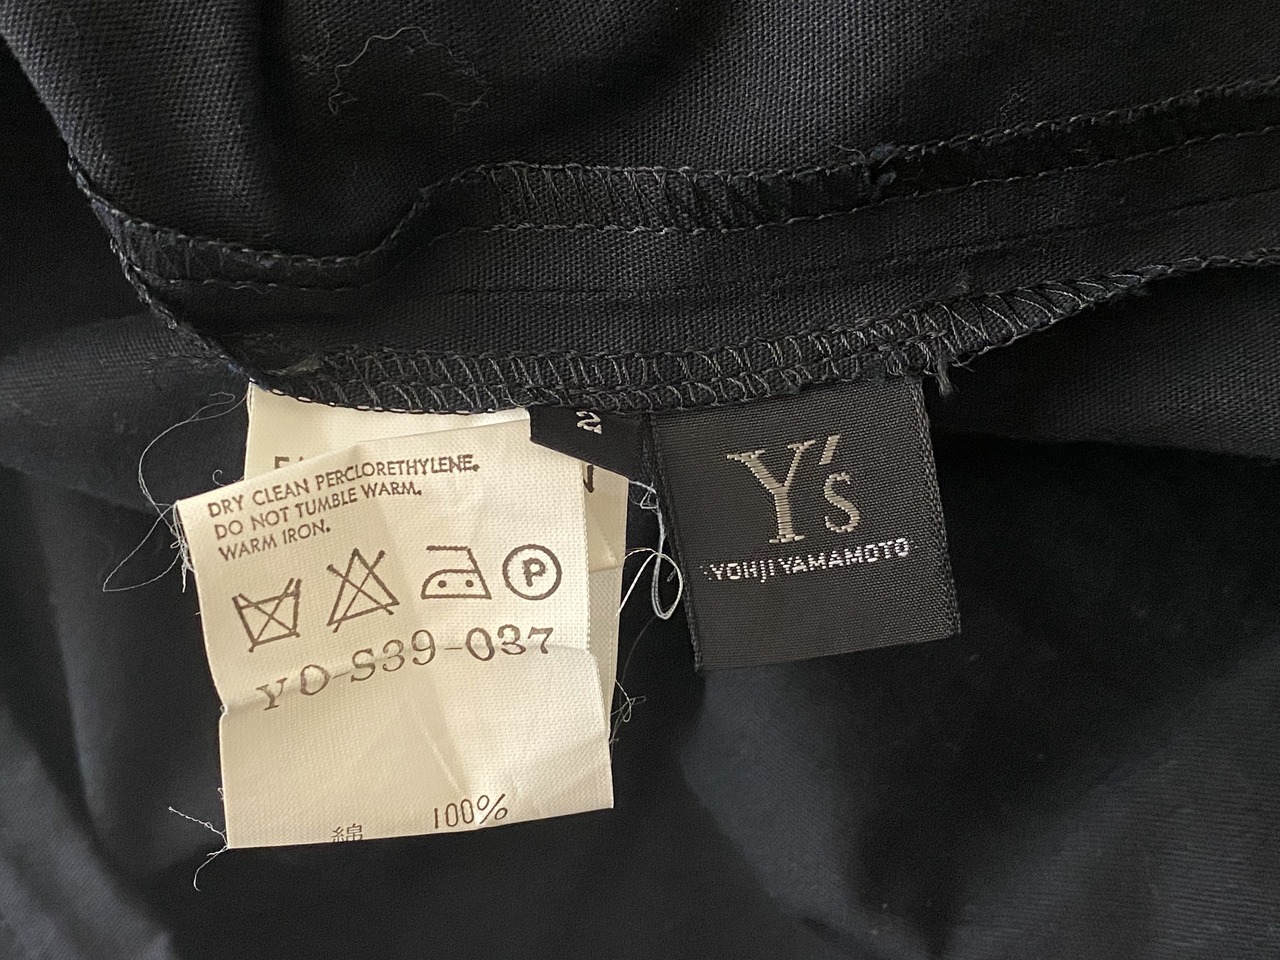 2
DRY CLEAN PERCLORETHYLENE.
DO NOT TUMBLE WARM.
WARM IRON.
P
YO-S39-037
綿 100%
Y's
YOHJI YAMAMOTO